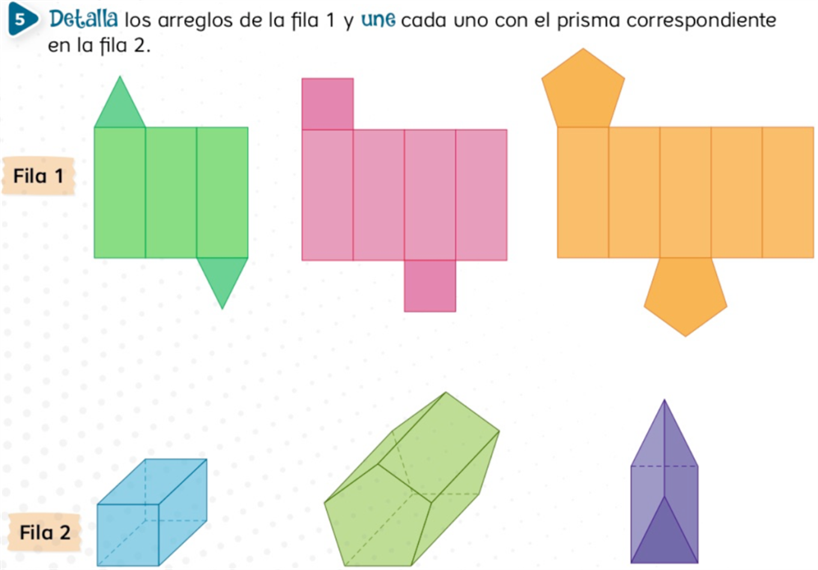 5 Detalla los arreglos de la fila 1 y une cada uno con el prisma correspondiente
en la fila 2.
Fila 1
Fila 2